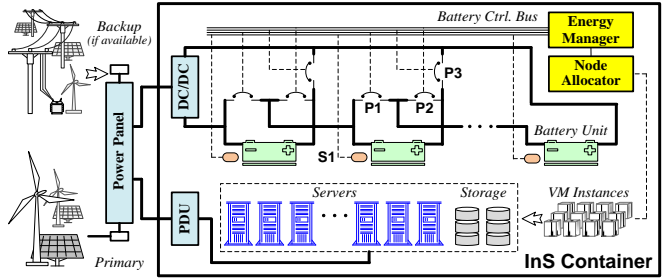 Backup
(if available)
Battery Ctrl. Bus
Energy
Manager
Node
Allocator
DC/DC
P3
P1
P2
S1
Battery Unit
Power Panel
PDU
Servers
Storage
VM Instances
Primary
InS Container